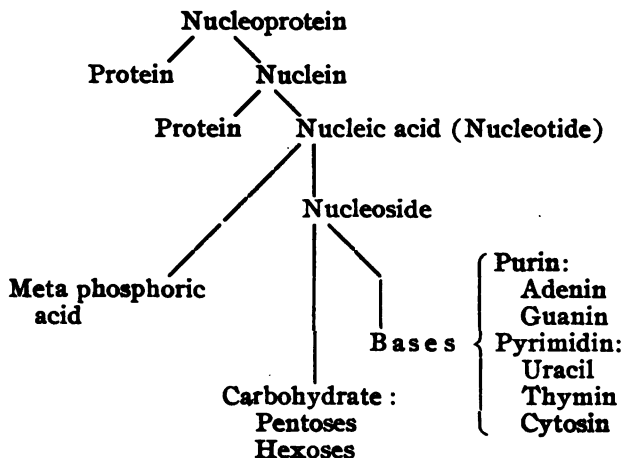 Nucleoprotein
Protein Nuclein
Protein Nucleic acid (Nucleotide)
Nucleoside
Meta phosphoric
acid
Bases
Purin:
Adenin
Guanin
Pyrimidin:
Uracil
Thymin
Cytosin
Carbohydrate :
Pentoses
Hexoses